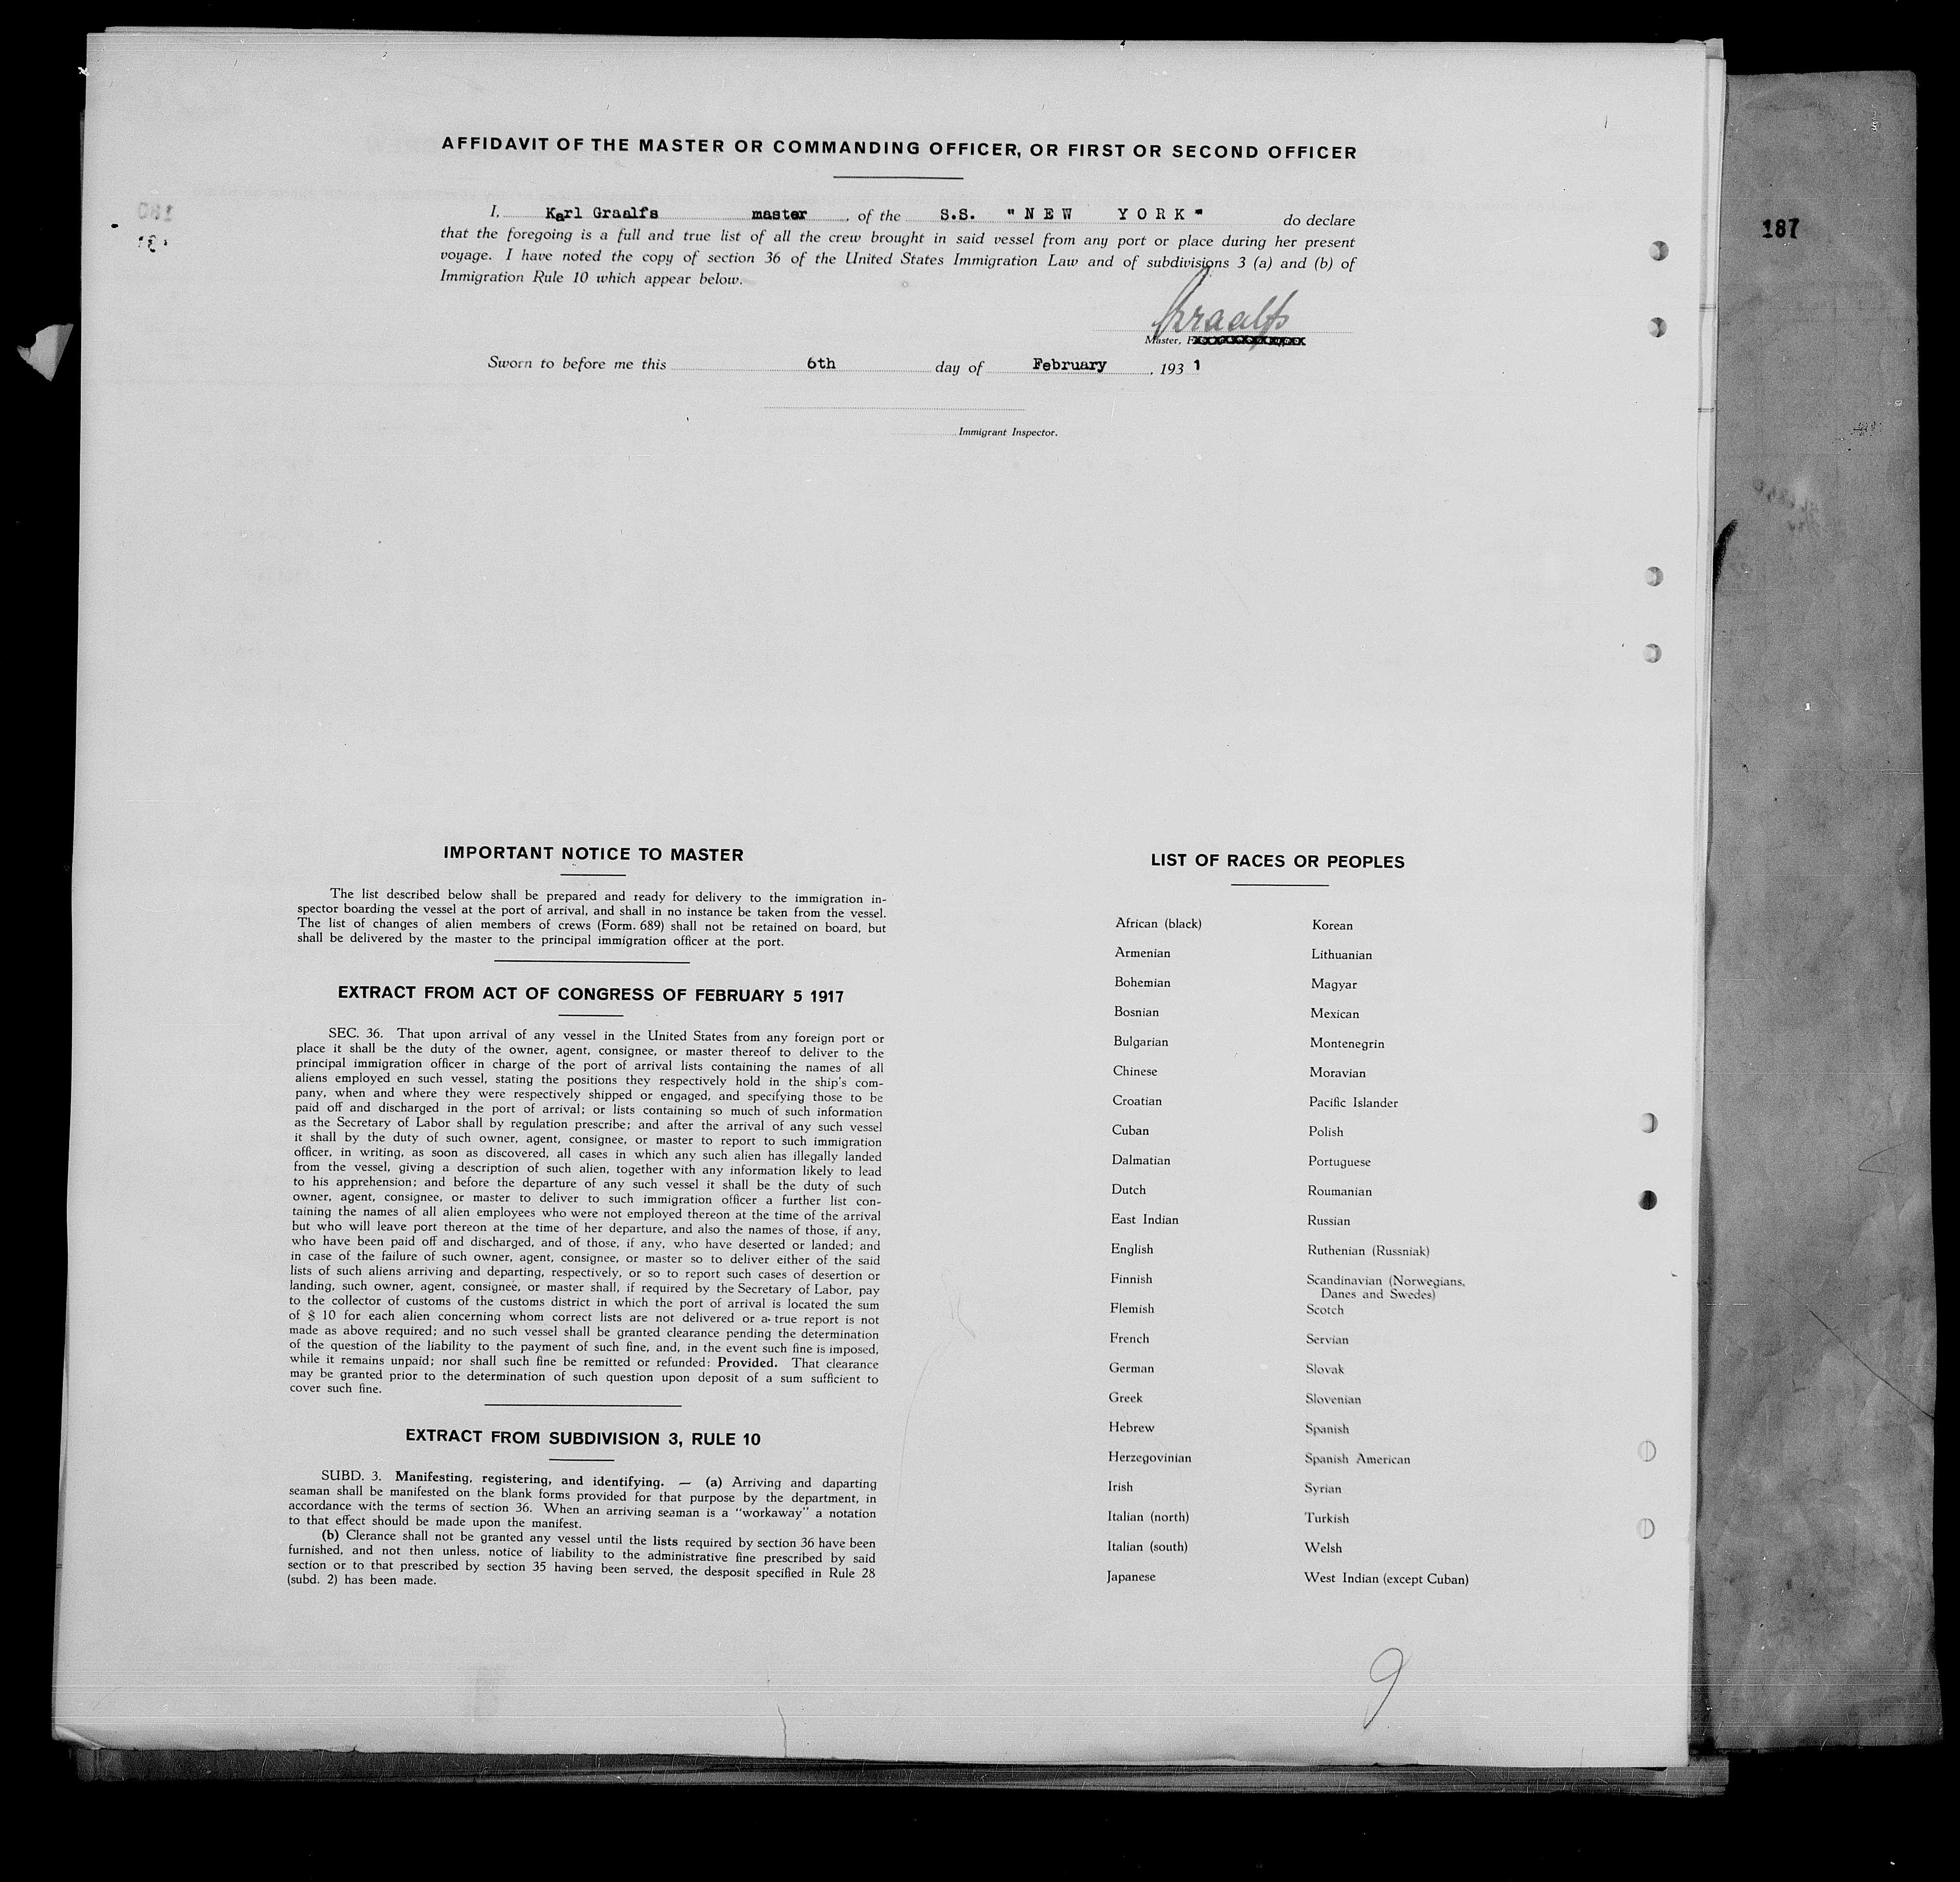 AFFIDAVIT OF THE MASTER OR COMMANDING OFFICER, OR FIRST OR SECOND OFFICER
I, Karl Graalfs master, of the S.S. "NEW YORK" do declare
that the foregoing is a full and true list of all the crew brought in said vessel from any port or place during her present
voyage. I have noted the copy of section 36 of the United States Immigration Law and of subdivisions 3 (a) and (b) of
Immigration Rule 10 which appear below.
187
Graalfs
Master,
Sworn to before me this 6th day of February, 1931
Immigrant Inspector.
IMPORTANT NOTICE TO MASTER
The list described below shall be prepared and ready for delivery to the immigration in-
spector boarding the vessel at the port of arrival, and shall in no instance be taken from the vessel.
The list of changes of alien members of crews (Form. 689) shall not be retained on board, but
shall be delivered by the master to the principal immigration officer at the port.
EXTRACT FROM ACT OF CONGRESS OF FEBRUARY 5 1917
SEC. 36. That upon arrival of any vessel in the United States from any foreign port or
place it shall be the duty of the owner, agent, consignee, or master thereof to deliver to the
principal immigration officer in charge of the port of arrival lists containing the names of all
aliens employed en such vessel, stating the positions they respectively hold in the ship's com-
pany, when and where they were respectively shipped or engaged, and specifying those to be
paid off and discharged in the port of arrival; or lists containing so much of such information
as the Secretary of Labor shall by regulation prescribe; and after the arrival of any such vessel
it shall by the duty of such owner, agent, consignee, or master to report to such immigration
officer, in writing, as soon as discovered, all cases in which any such alien has illegally landed
from the vessel, giving a description of such alien, together with any information likely to lead
to his apprehension; and before the departure of any such vessel it shall be the duty of such
owner, agent, consignee, or master to deliver to such immigration officer a further list con-
taining the names of all alien employees who were not employed thereon at the time of the arrival
but who will leave port thereon at the time of her departure, and also the names of those, if any,
who have been paid off and discharged, and of those, if any, who have deserted or landed; and
in case of the failure of such owner, agent, consignee, or master so to deliver either of the said
lists of such aliens arriving and departing, respectively, or so to report such cases of desertion or
landing, such owner, agent, consignee, or master shall, if required by the Secretary of Labor, pay
to the collector of customs of the customs district in which the port of arrival is located the sum
of $ 10 for each alien concerning whom correct lists are not delivered or a true report is not
made as above required; and no such vessel shall be granted clearance pending the determination
of the question of the liability to the payment of such fine, and, in the event such fine is imposed,
while it remains unpaid; nor shall such fine be remitted or refunded: Provided. That clearance
may be granted prior to the determination of such question upon deposit of a sum sufficient to
cover such fine.
EXTRACT FROM SUBDIVISION 3, RULE 10
SUBD. 3. Manifesting, registering, and identifying. — (a) Arriving and daparting
seaman shall be manifested on the blank forms provided for that purpose by the department, in
accordance with the terms of section 36. When an arriving seaman is a "workaway" a notation
to that effect should be made upon the manifest.
(b) Clerance shall not be granted any vessel until the lists required by section 36 have been
furnished, and not then unless, notice of liability to the administrative fine prescribed by said
section or to that prescribed by section 35 having been served, the desposit specified in Rule 28
(subd. 2) has been made.
LIST OF RACES OR PEOPLES
African (black)
Armenian
Bohemian
Bosnian
Bulgarian
Chinese
Croatian
Cuban
Dalmatian
Dutch
East Indian
English
Finnish
Flemish
French
German
Greek
Hebrew
Herzegovinian
Irish
Italian (north)
Italian (south)
Japanese
Korean
Lithuanian
Magyar
Mexican
Montenegrin
Moravian
Pacific Islander
Polish
Portuguese
Roumanian
Russian
Ruthenian (Russniak)
Scandinavian (Norwegians,
Danes and Swedes)
Scotch
Servian
Slovak
Slovenian
Spanish
Spanish American
Syrian
Turkish
Welsh
West Indian (except Cuban)
9